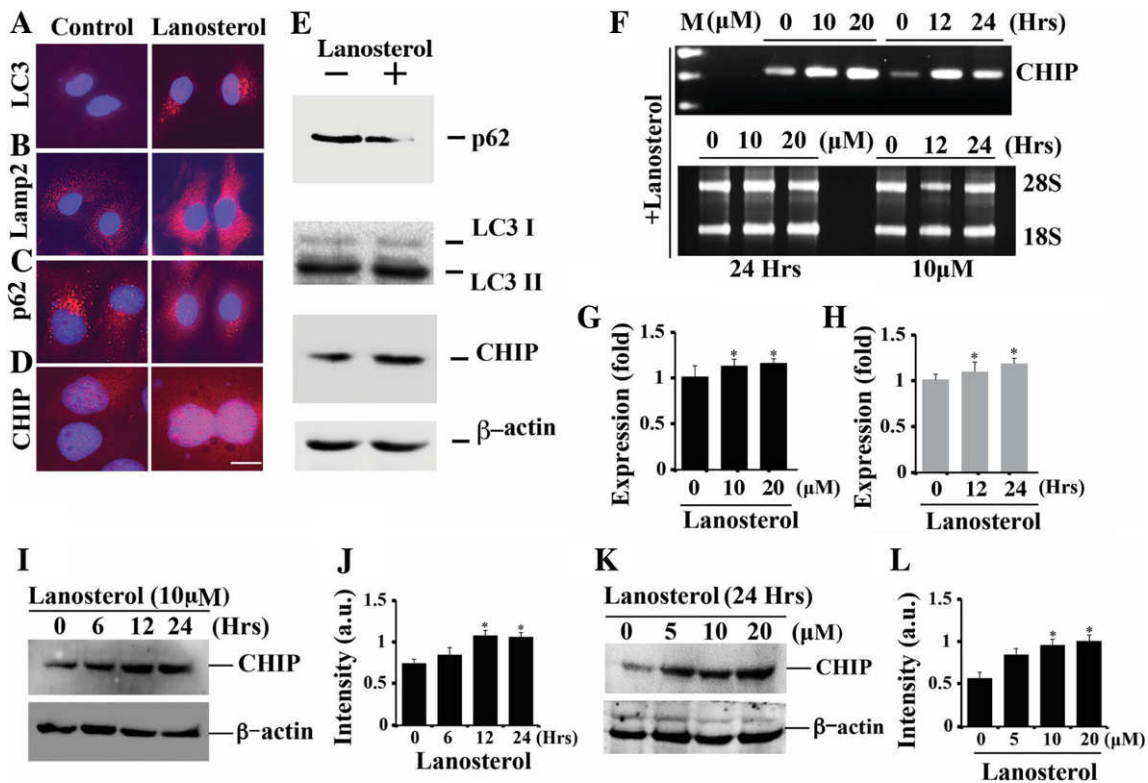 A
Control Lanosterol
LC3
B
Lamp2
C
p62
D
CHIP
E
Lanosterol
− +
p62
LC3 I
LC3 II
CHIP
β-actin
F
M (μM) 0 10 20 0 12 24 (Hrs)
CHIP
+Lanosterol
0 10 20 (μM) 0 12 24 (Hrs)
28S
18S
24 Hrs 10μM
G
Expression (fold)
1.5
1
0.5
0
0 10 20 (μM)
Lanosterol
H
Expression (fold)
1.5
1
0.5
0
0 12 24 (Hrs)
Lanosterol
* *
* *
I
Lanosterol (10μM)
0 6 12 24 (Hrs)
CHIP
β-actin
J
Intensity (a.u.)
1.5
1
0.5
0
* *
0 6 12 24 (Hrs)
Lanosterol
K
Lanosterol (24 Hrs)
0 5 10 20 (μM)
CHIP
β-actin
L
Intensity (a.u.)
1.5
1
0.5
0
* *
0 5 10 20 (μM)
Lanosterol